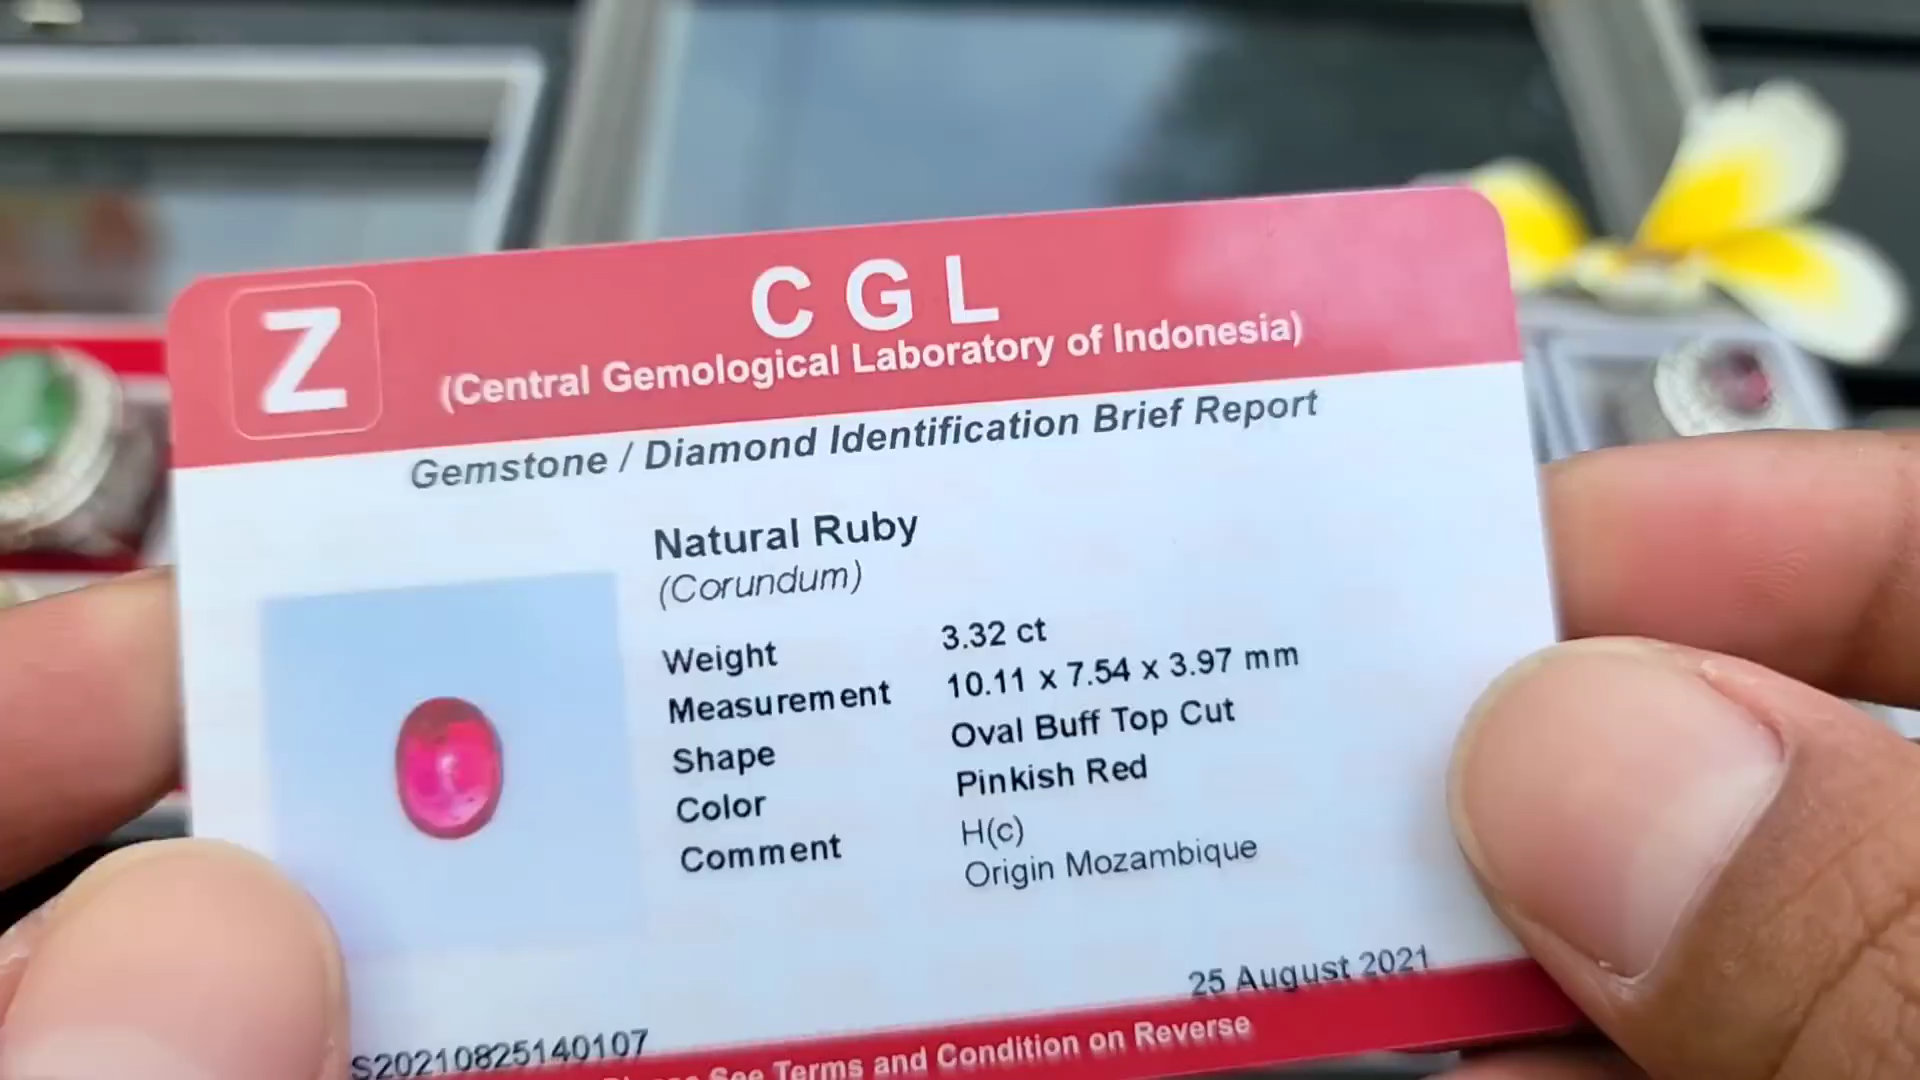 Z
C G L
(Central Gemological Laboratory of Indonesia)
Gemstone / Diamond Identification Brief Report
Natural Ruby
(Corundum)
Weight 3.32 ct
Measurement 10.11 x 7.54 x 3.97 mm
Shape Oval Buff Top Cut
Color Pinkish Red
Comment H(c)
Origin Mozambique
25 August 2021
S20210825140107
See Terms and Condition on Reverse